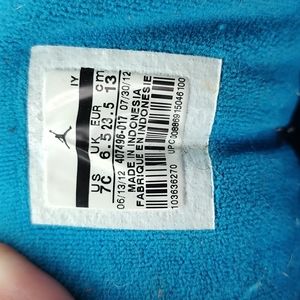 IY
US UK EUR cm
7C 6.5 23.5 13
06/13/12 407496-017 07/30/12
MADE IN INDONESIA
FABRIQUE EN INDONESIE
UPC:00886915046100
103636270